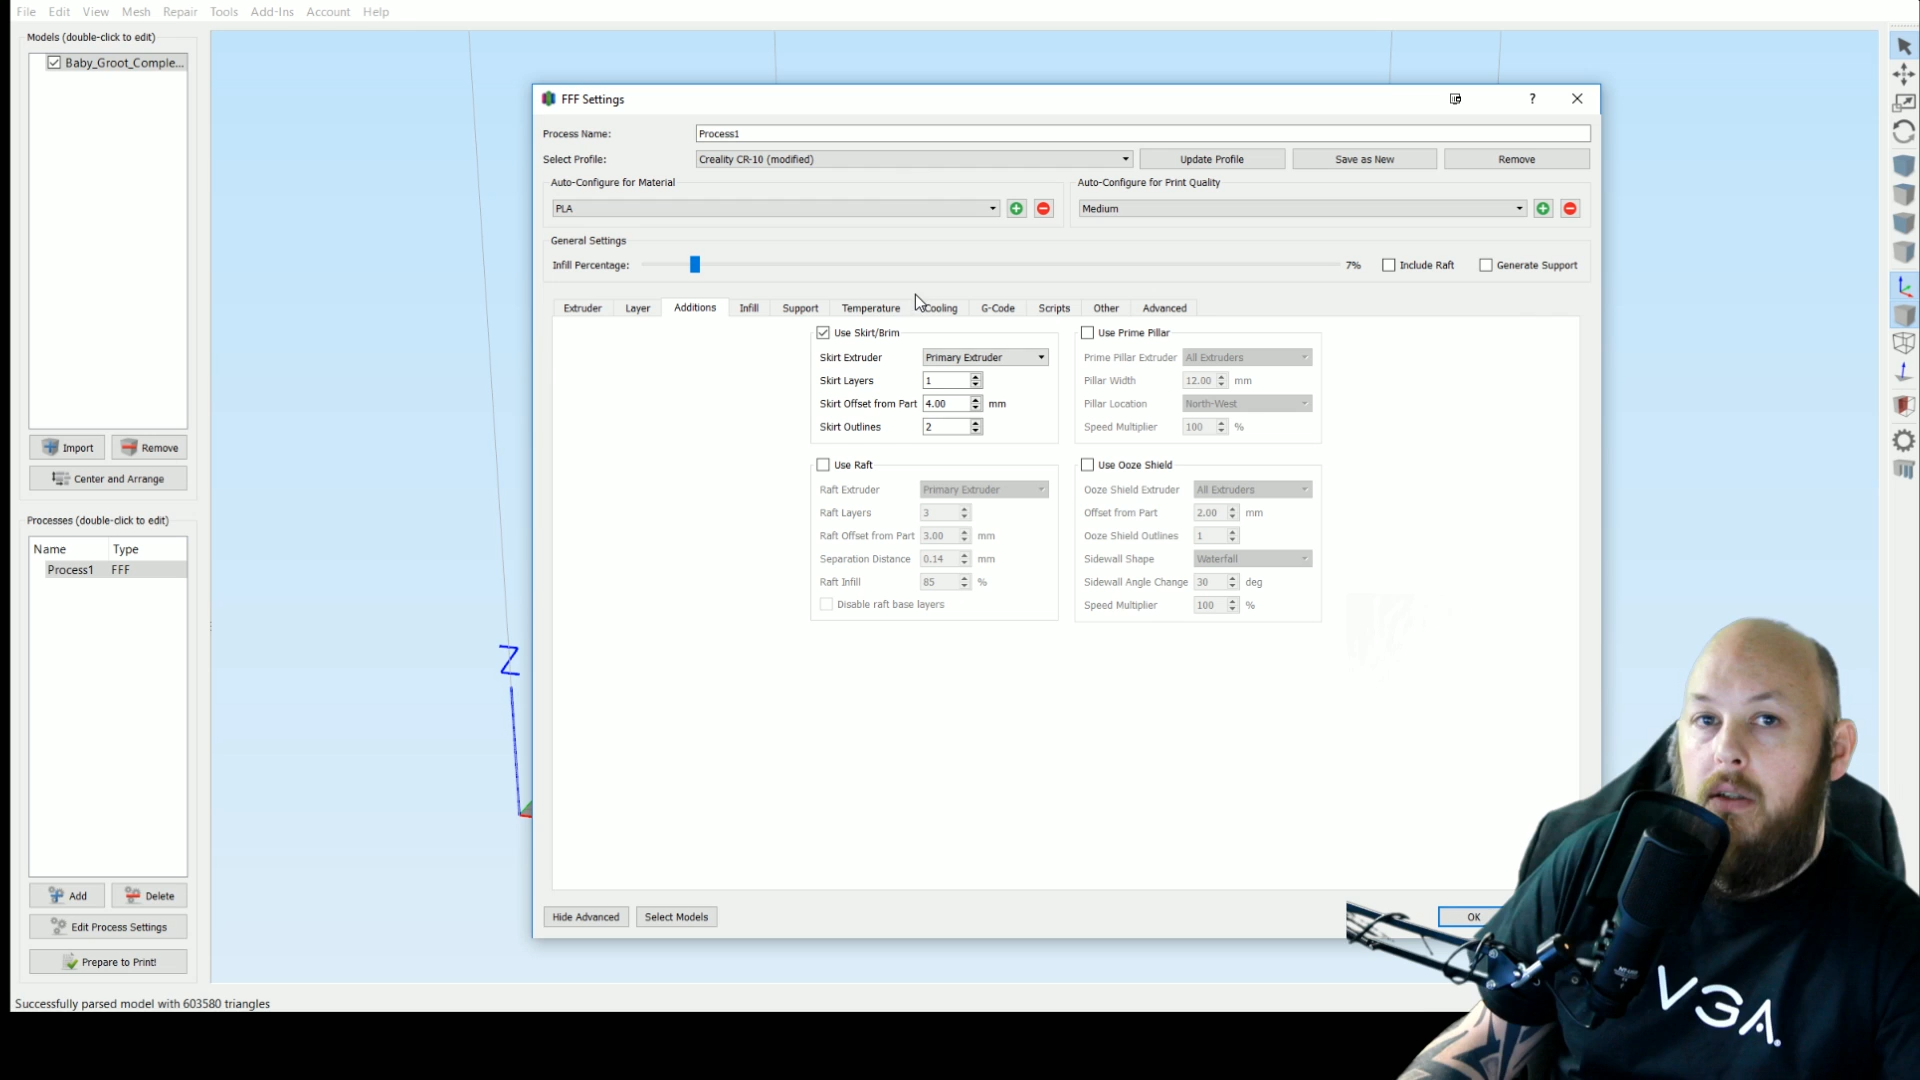 File Edit View Mesh Repair Tools Add-Ins Account Help
Models (double-click to edit)
Baby_Groot_Comple...
Import Remove
Center and Arrange
Processes (double-click to edit)
Name Type
Process1 FFF
Add Delete
Edit Process Settings
Prepare to Print!
Successfully parsed model with 603580 triangles
Z
FFF Settings
?
Process Name: Process1
Select Profile: Creality CR-10 (modified) Update Profile Save as New Remove
Auto-Configure for Material
PLA
Auto-Configure for Print Quality
Medium
General Settings
Infill Percentage: 7% Include Raft Generate Support
Extruder Layer Additions Infill Support Temperature Cooling G-Code Scripts Other Advanced
Use Skirt/Brim
Skirt Extruder Primary Extruder
Skirt Layers 1
Skirt Offset from Part 4.00 mm
Skirt Outlines 2
Use Prime Pillar
Prime Pillar Extruder All Extruders
Pillar Width 12.00 mm
Pillar Location North-West
Speed Multiplier 100 %
Use Raft
Raft Extruder Primary Extruder
Raft Layers 3
Raft Offset from Part 3.00 mm
Separation Distance 0.14 mm
Raft Infill 85 %
Disable raft base layers
Use Ooze Shield
Ooze Shield Extruder All Extruders
Offset from Part 2.00 mm
Ooze Shield Outlines 1
Sidewall Shape Waterfall
Sidewall Angle Change 30 deg
Speed Multiplier 100 %
Hide Advanced Select Models
OK